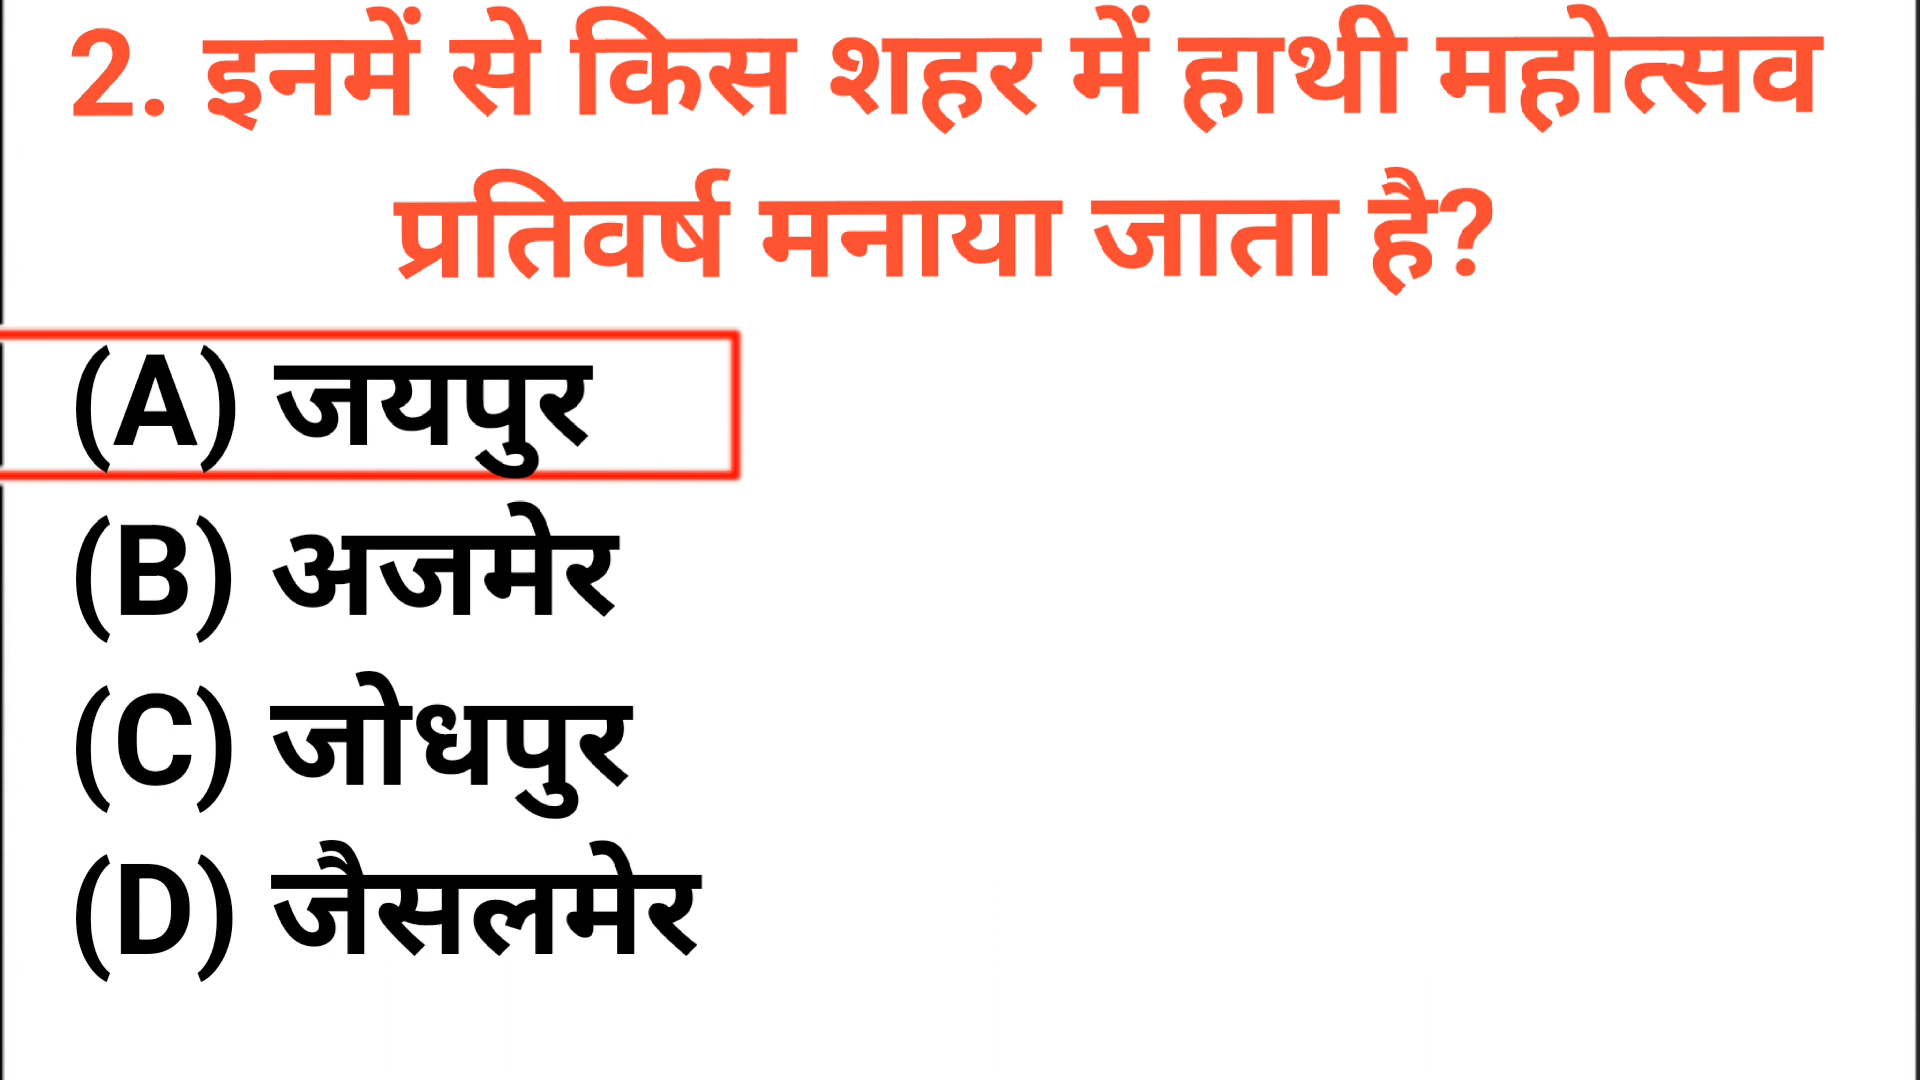 2. इनमें से किस शहर में हाथी महोत्सव
प्रतिवर्ष मनाया जाता है?
(A) जयपुर
(B) अजमेर
(C) जोधपुर
(D) जैसलमेर